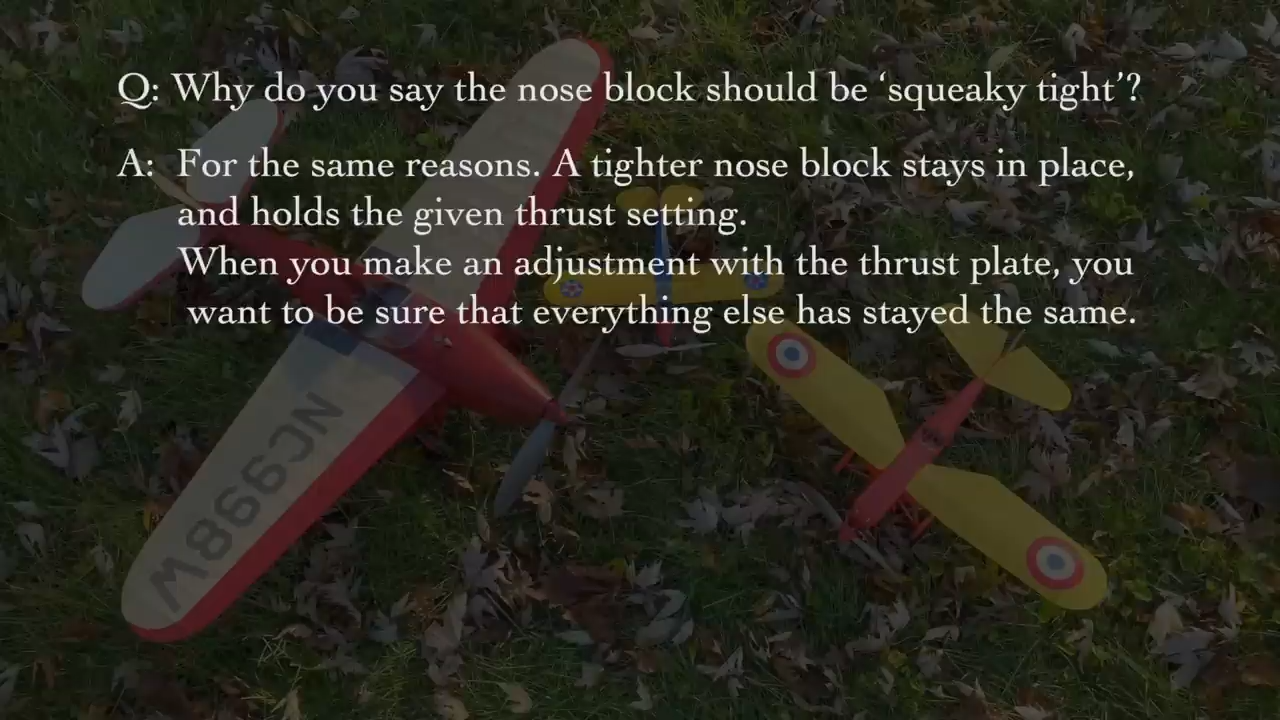 Q: Why do you say the nose block should be ‘squeaky tight’?
A: For the same reasons. A tighter nose block stays in place,
and holds the given thrust setting.
When you make an adjustment with the thrust plate, you
want to be sure that everything else has stayed the same.
NC998W